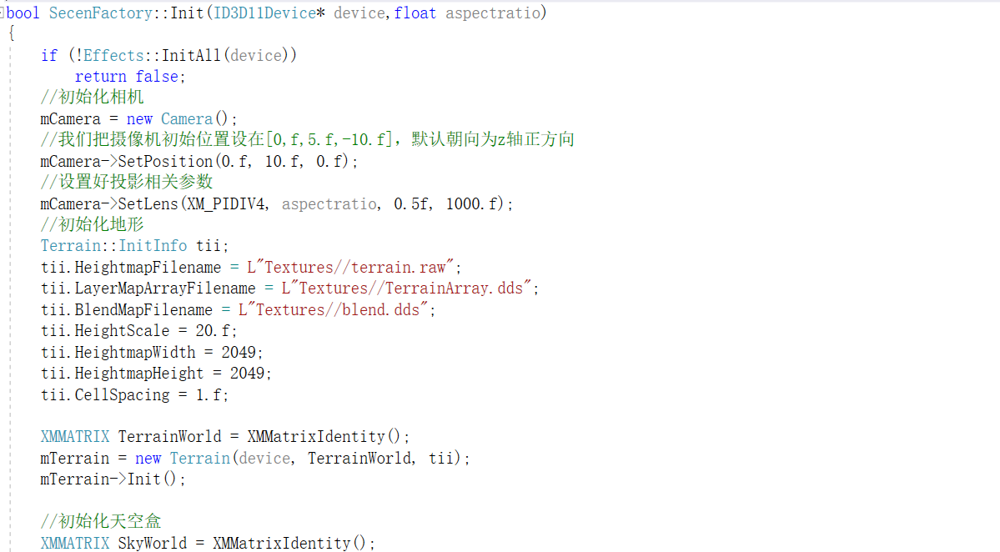 bool SecenFactory::Init(ID3D11Device* device,float aspectratio)
{
    if (!Effects::InitAll(device))
        return false;
    //初始化相机
    mCamera = new Camera();
    //我们把摄像机初始位置设在[0,f,5.f,-10.f]，默认朝向为z轴正方向
    mCamera->SetPosition(0.f, 10.f, 0.f);
    //设置好投影相关参数
    mCamera->SetLens(XM_PIDIV4, aspectratio, 0.5f, 1000.f);
    //初始化地形
    Terrain::InitInfo tii;
    tii.HeightmapFilename = L"Textures//terrain.raw";
    tii.LayerMapArrayFilename = L"Textures//TerrainArray.dds";
    tii.BlendMapFilename = L"Textures//blend.dds";
    tii.HeightScale = 20.f;
    tii.HeightmapWidth = 2049;
    tii.HeightmapHeight = 2049;
    tii.CellSpacing = 1.f;

    XMMATRIX TerrainWorld = XMMatrixIdentity();
    mTerrain = new Terrain(device, TerrainWorld, tii);
    mTerrain->Init();

    //初始化天空盒
    XMMATRIX SkyWorld = XMMatrixIdentity();